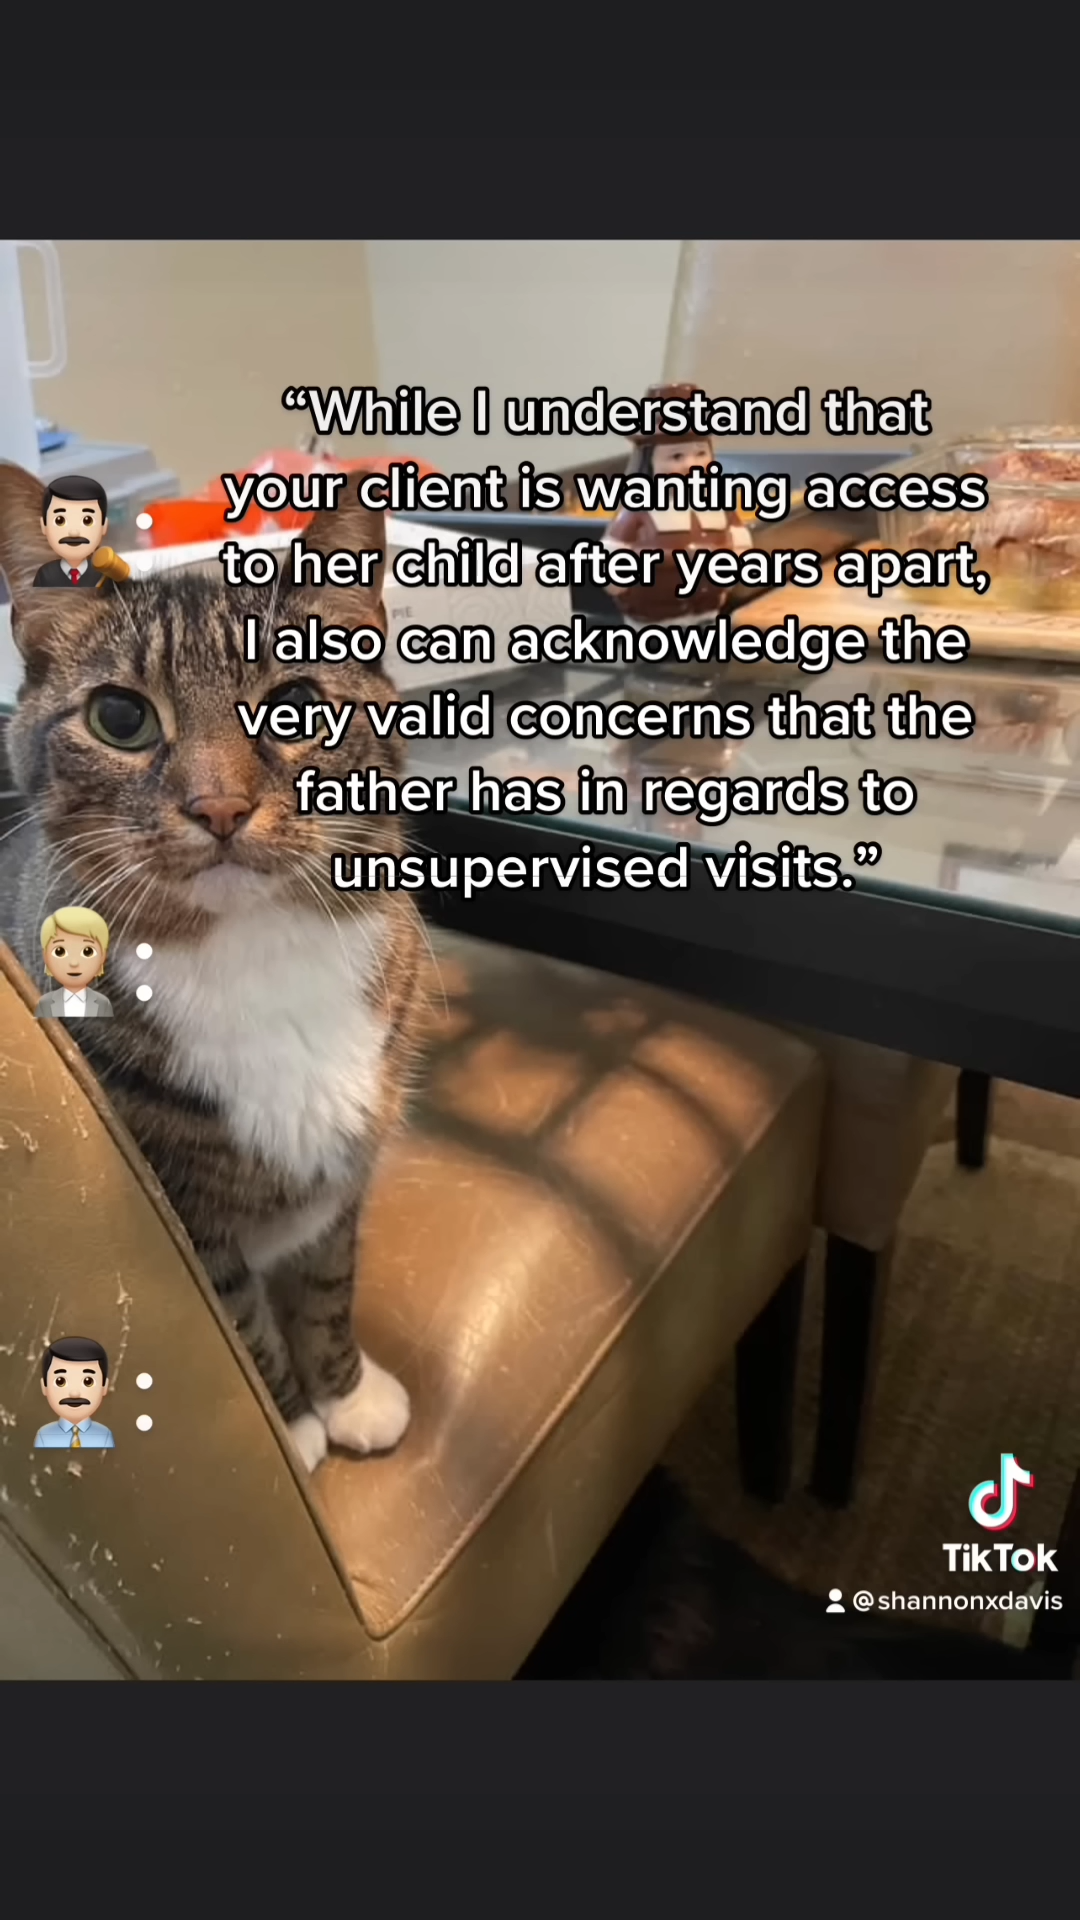 “While I understand that
your client is wanting access
to her child after years apart,
PIE
I also can acknowledge the
very valid concerns that the
father has in regards to
unsupervised visits.”
:
:
:
TikTok
@shannonxdavis